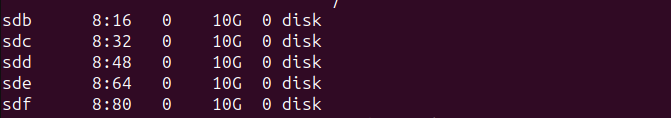 sdb 8:16 0 10G 0 disk
sdc 8:32 0 10G 0 disk
sdd 8:48 0 10G 0 disk
sde 8:64 0 10G 0 disk
sdf 8:80 0 10G 0 disk